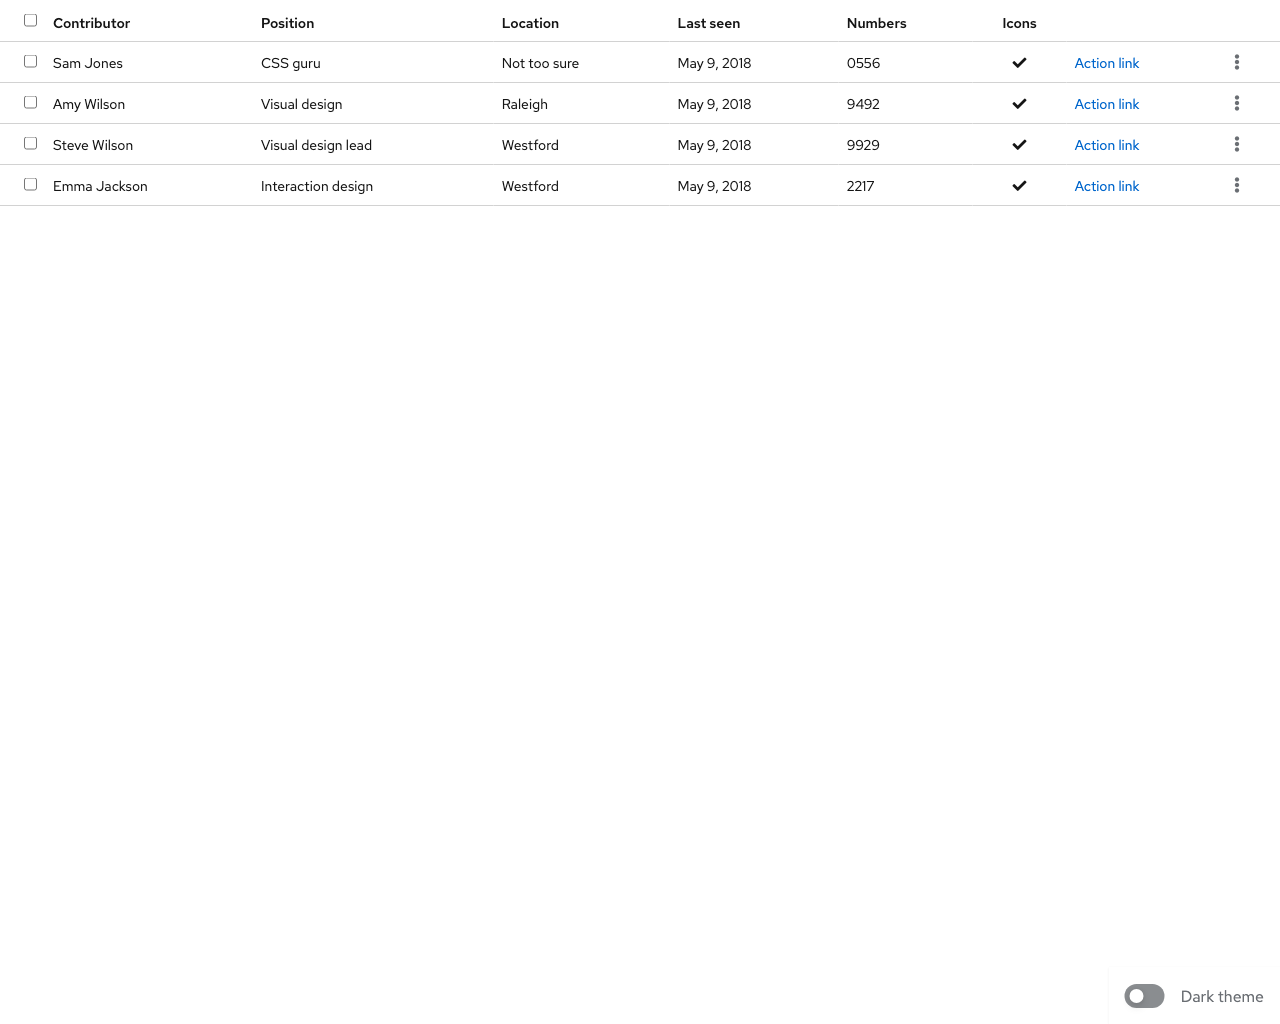 Contributor Position Location Last seen Numbers Icons
Sam Jones CSS guru Not too sure May 9, 2018 0556 Action link
Amy Wilson Visual design Raleigh May 9, 2018 9492 Action link
Steve Wilson Visual design lead Westford May 9, 2018 9929 Action link
Emma Jackson Interaction design Westford May 9, 2018 2217 Action link
Dark theme